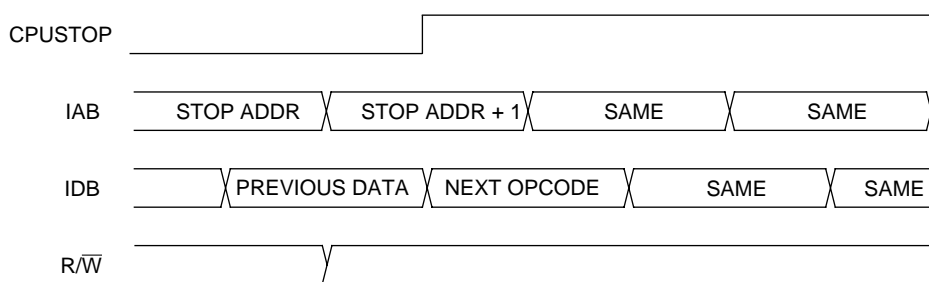 CPUSTOP
IAB STOP ADDR STOP ADDR + 1 SAME SAME
IDB PREVIOUS DATA NEXT OPCODE SAME SAME
R/W̅